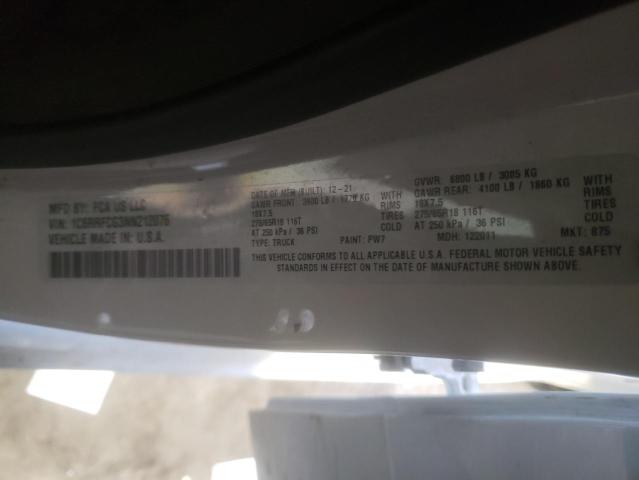 MFD BY: FCA US LLC
VEHICLE MADE IN: U.S.A.
DATE OF MFR (BUILT): 12-21
GAWR FRONT: 3900 LB / KG WITH
18X7.5 RIMS
275/65R18 116T TIRES
AT 250 kPa / 36 PSI COLD
TYPE: TRUCK PAINT: PW7
GVWR: 6800 LB / 3085 KG
GAWR REAR: 4100 LB / 1860 KG WITH
18X7.5 RIMS
275/65R18 116T TIRES
AT 250 kPa / 36 PSI COLD
MDH: 122011 MKT: 875
THIS VEHICLE CONFORMS TO ALL APPLICABLE U.S.A. FEDERAL MOTOR VEHICLE SAFETY
STANDARDS IN EFFECT ON THE DATE OF MANUFACTURE SHOWN ABOVE.